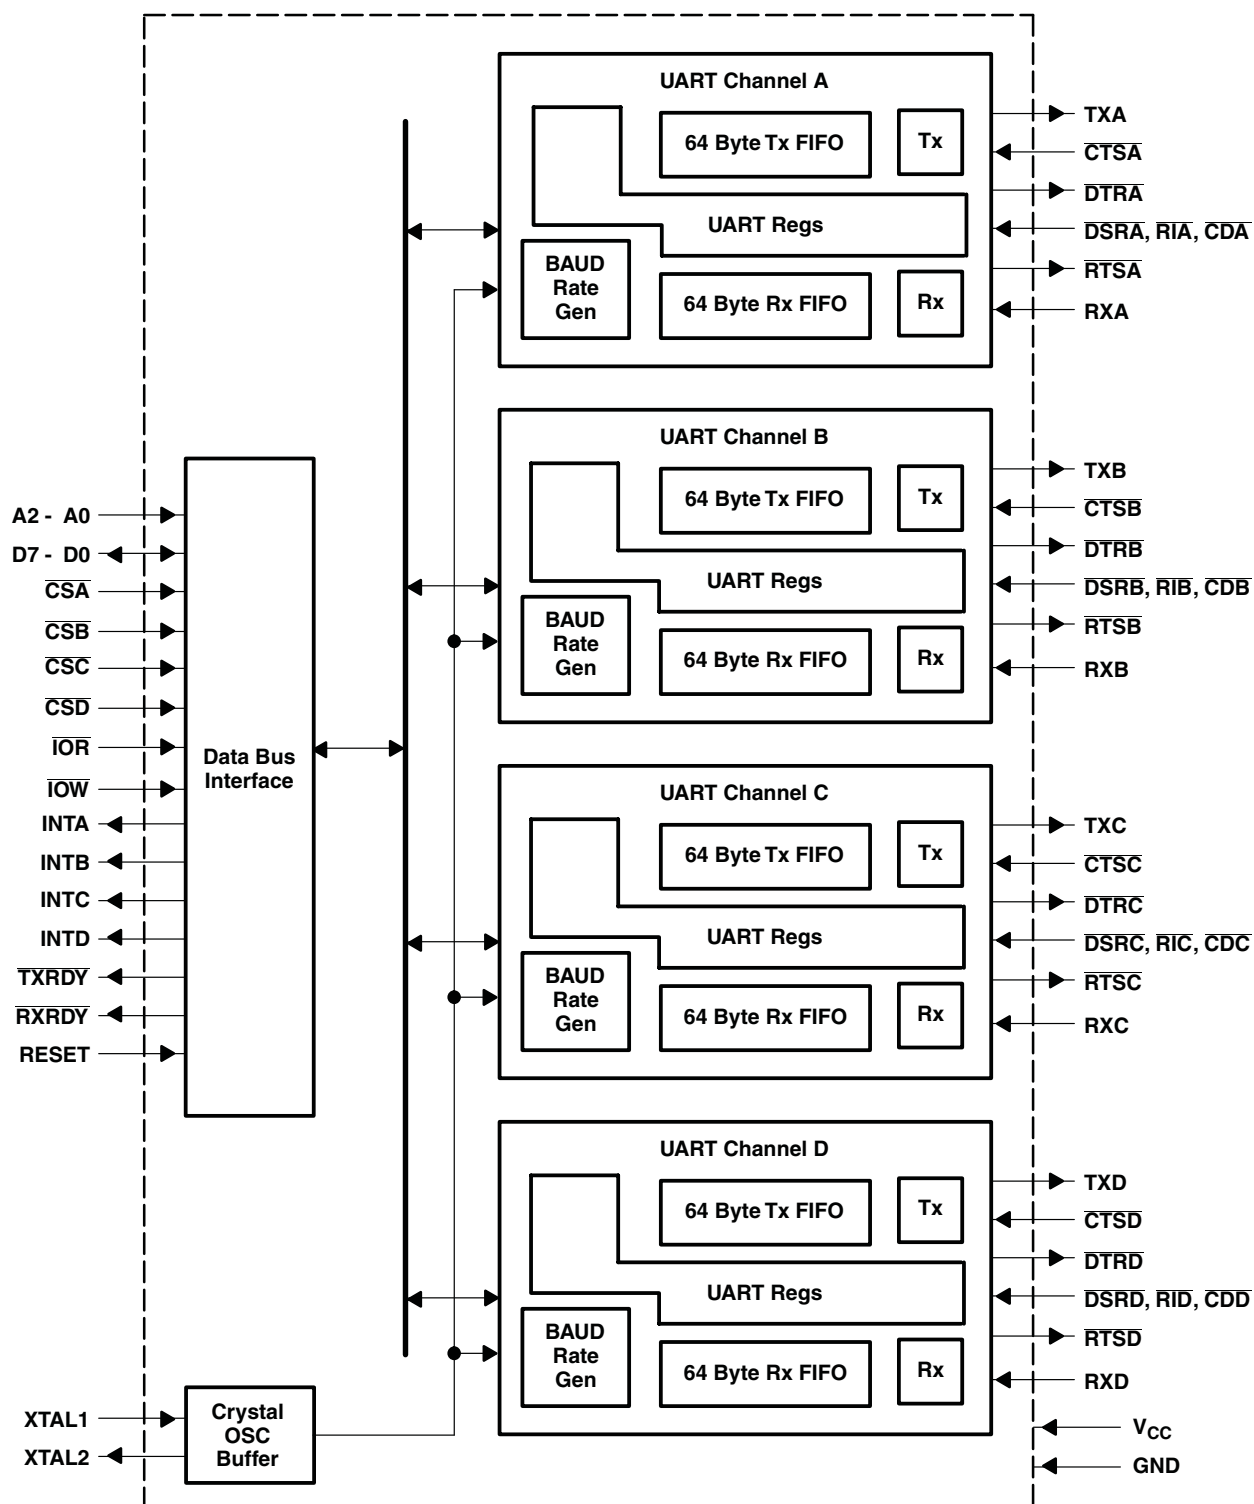 UART Channel A
64 Byte Tx FIFO
Tx
UART Regs
BAUD
Rate
Gen
64 Byte Rx FIFO
Rx
TXA
CTSA
DTRA
DSRA, RIA, CDA
RTSA
RXA
UART Channel B
64 Byte Tx FIFO
Tx
UART Regs
BAUD
Rate
Gen
64 Byte Rx FIFO
Rx
TXB
CTSB
DTRB
DSRB, RIB, CDB
RTSB
RXB
A2 - A0
D7 - D0
CSA
CSB
CSC
CSD
IOR
IOW
INTA
INTB
INTC
INTD
TXRDY
RXRDY
RESET
Data Bus
Interface
UART Channel C
64 Byte Tx FIFO
Tx
UART Regs
BAUD
Rate
Gen
64 Byte Rx FIFO
Rx
TXC
CTSC
DTRC
DSRC, RIC, CDC
RTSC
RXC
UART Channel D
64 Byte Tx FIFO
Tx
UART Regs
BAUD
Rate
Gen
64 Byte Rx FIFO
Rx
TXD
CTSD
DTRD
DSRD, RID, CDD
RTSD
RXD
XTAL1
XTAL2
Crystal
OSC
Buffer
VCC
GND